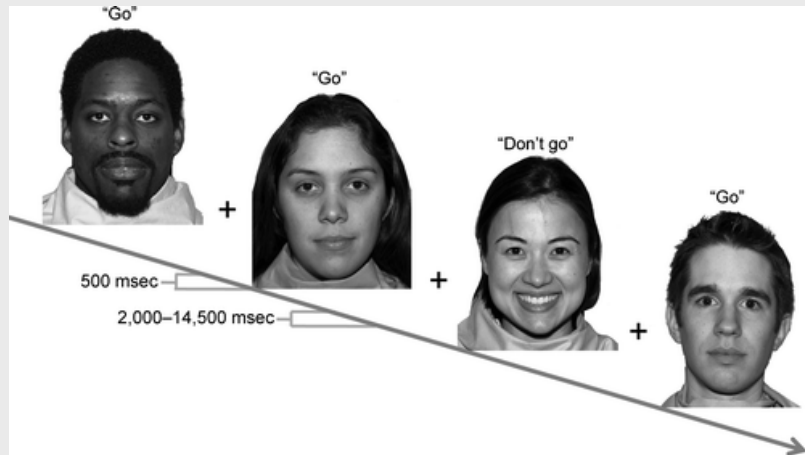 “Go”
“Go”
“Don’t go”
“Go”
+
+
+
500 msec
2,000–14,500 msec